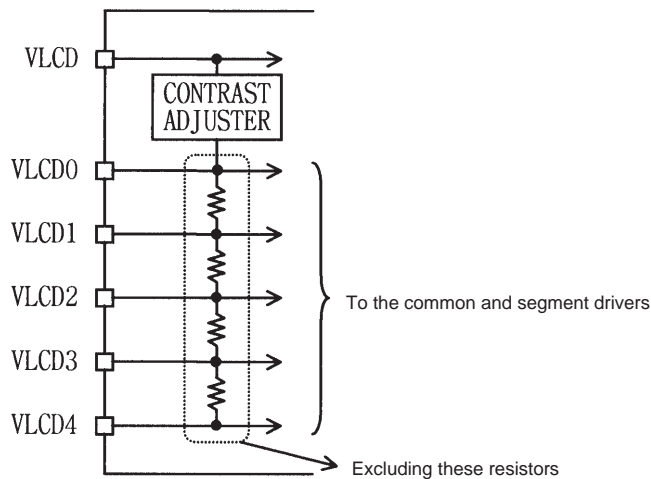 VLCD
CONTRAST
ADJUSTER
VLCD0
VLCD1
VLCD2
To the common and segment drivers
VLCD3
VLCD4
Excluding these resistors